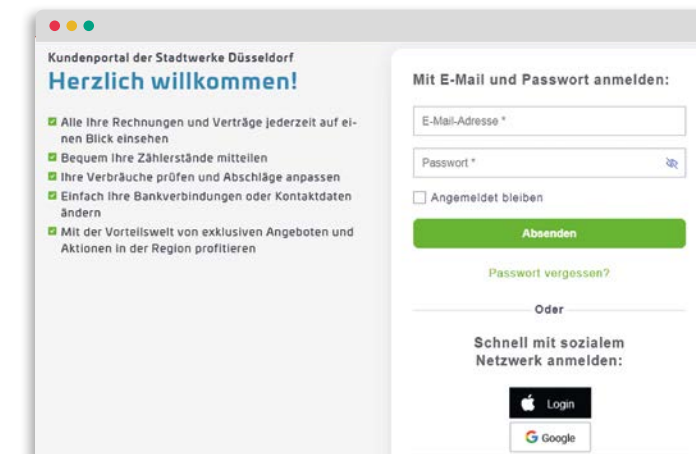 Kundenportal der Stadtwerke Düsseldorf
Herzlich willkommen!
Alle Ihre Rechnungen und Verträge jederzeit auf ei-
nen Blick einsehen
Bequem Ihre Zählerstände mitteilen
Ihre Verbräuche prüfen und Abschläge anpassen
Einfach Ihre Bankverbindungen oder Kontaktdaten
ändern
Mit der Vorteilswelt von exklusiven Angeboten und
Aktionen in der Region profitieren
Mit E-Mail und Passwort anmelden:
E-Mail-Adresse *
Passwort *
Angemeldet bleiben
Absenden
Passwort vergessen?
Oder
Schnell mit sozialem
Netzwerk anmelden:
Login
Google